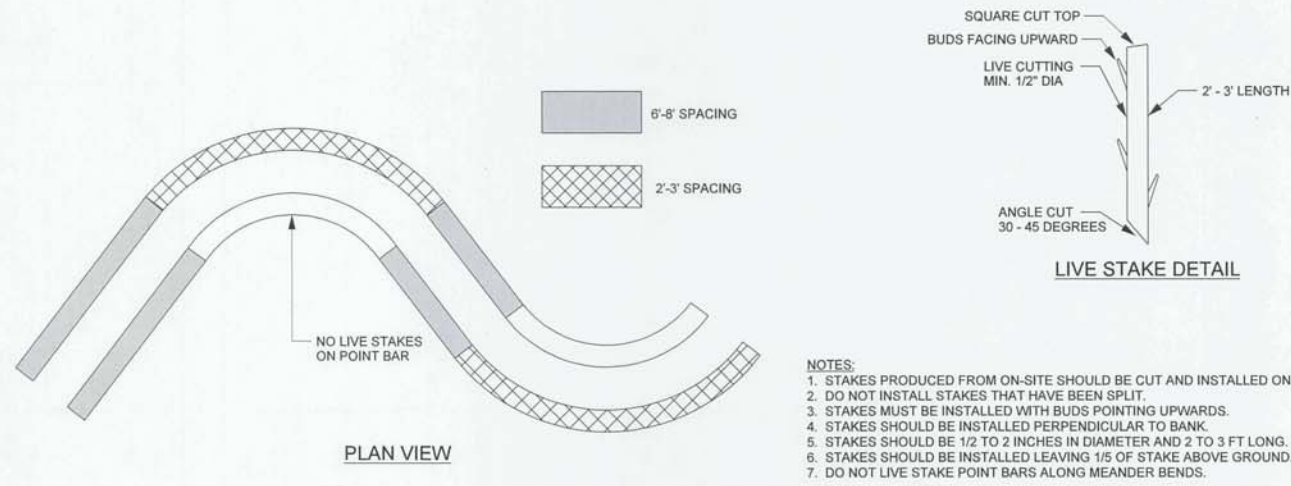 6'-8' SPACING
2'-3' SPACING
NO LIVE STAKES
ON POINT BAR
PLAN VIEW
SQUARE CUT TOP
BUDS FACING UPWARD
LIVE CUTTING
MIN. 1/2" DIA
2' - 3' LENGTH
ANGLE CUT
30 - 45 DEGREES
LIVE STAKE DETAIL
NOTES:
1. STAKES PRODUCED FROM ON-SITE SHOULD BE CUT AND INSTALLED ON
2. DO NOT INSTALL STAKES THAT HAVE BEEN SPLIT.
3. STAKES MUST BE INSTALLED WITH BUDS POINTING UPWARDS.
4. STAKES SHOULD BE INSTALLED PERPENDICULAR TO BANK.
5. STAKES SHOULD BE 1/2 TO 2 INCHES IN DIAMETER AND 2 TO 3 FT LONG.
6. STAKES SHOULD BE INSTALLED LEAVING 1/5 OF STAKE ABOVE GROUND.
7. DO NOT LIVE STAKE POINT BARS ALONG MEANDER BENDS.